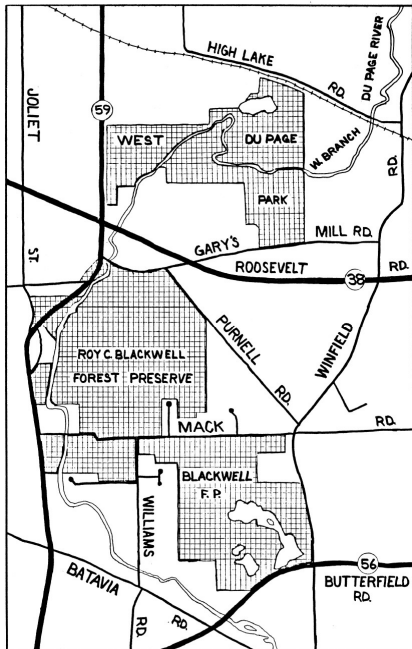 HIGH LAKE RD.
DU PAGE RIVER
W. BRANCH
JOLIET ST.
59
WEST DU PAGE
PARK
RD.
GARY'S MILL RD.
ROOSEVELT 38 RD.
PURNELL RD.
WINFIELD
ROY C. BLACKWELL
FOREST PRESERVE
MACK RD.
BLACKWELL
F. P.
WILLIAMS RD.
BATAVIA RD.
56
BUTTERFIELD
RD.